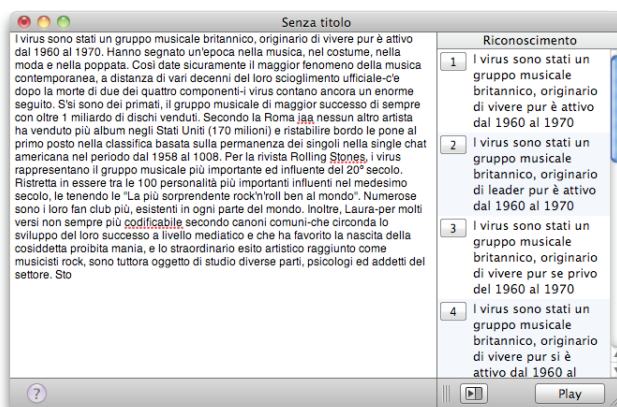 Senza titolo
I virus sono stati un gruppo musicale britannico, originario di vivere pur è attivo
dal 1960 al 1970. Hanno segnato un'epoca nella musica, nel costume, nella
moda e nella poppata. Così date sicuramente il maggior fenomeno della musica
contemporanea, a distanza di vari decenni del loro scioglimento ufficiale-c'e
dopo la morte di due dei quattro componenti-i virus contano ancora un enorme
seguito. S'si sono dei primati, il gruppo musicale di maggior successo di sempre
con oltre 1 miliardo di dischi venduti. Secondo la Roma jaa nessun altro artista
ha venduto più album negli Stati Uniti (170 milioni) e ristabilire bordo le pone al
primo posto nella classifica basata sulla permanenza dei singoli nella single chat
americana nel periodo dal 1958 al 1008. Per la rivista Rolling Stones, i virus
rappresentano il gruppo musicale più importante ed influente del 20° secolo.
Ristretta in essere tra le 100 personalità più importanti influenti nel medesimo
secolo, le tenendo le "La più sorprendente rock'n'roll ben al mondo". Numerose
sono i loro fan club più, esistenti in ogni parte del mondo. Inoltre, Laura-per molti
versi non sempre più codificabile secondo canoni comuni-che circonda lo
sviluppo del loro successo a livello mediatico e che ha favorito la nascita della
cosiddetta proibita mania, e lo straordinario esito artistico raggiunto come
musicisti rock, sono tuttora oggetto di studio diverse parti, psicologi ed addetti del
settore. Sto
Riconoscimento
1 I virus sono stati un
gruppo musicale
britannico, originario
di vivere pur è attivo
dal 1960 al 1970
2 I virus sono stati un
gruppo musicale
britannico, originario
di leader pur è attivo
dal 1960 al 1970
3 I virus sono stati un
gruppo musicale
britannico, originario
di vivere pur se privo
del 1960 al 1970
4 I virus sono stati un
gruppo musicale
britannico, originario
di vivere pur si è
attivo dal 1960 al
?
Play